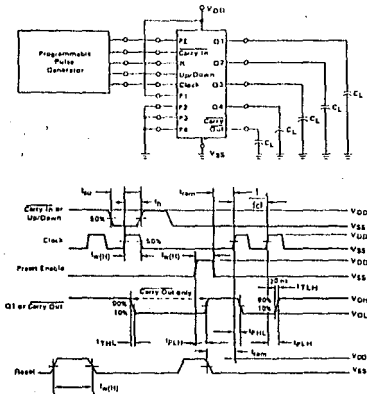 VDD
Programmable
Pulse
Generator
PE
Carry In
R
Up/Down
Clock
P1
P2
P3
P4
Q1
Q2
Q3
Q4
Carry
Out
CL
CL
CL
CL
CL
VSS
tsu
th
trem
1
fcl
Carry In or
Up/Down
50%
VDD
VSS
Clock
50%
VDD
VSS
tw(H)
tw(H)
Preset Enable
VDD
VSS
20 ns
tTLH
Carry Out only
Q1 or Carry Out
90%
10%
90%
10%
VOH
VOL
tTHL
tPLH
tPHL
tPLH
trem
Reset
VDD
VSS
tw(H)